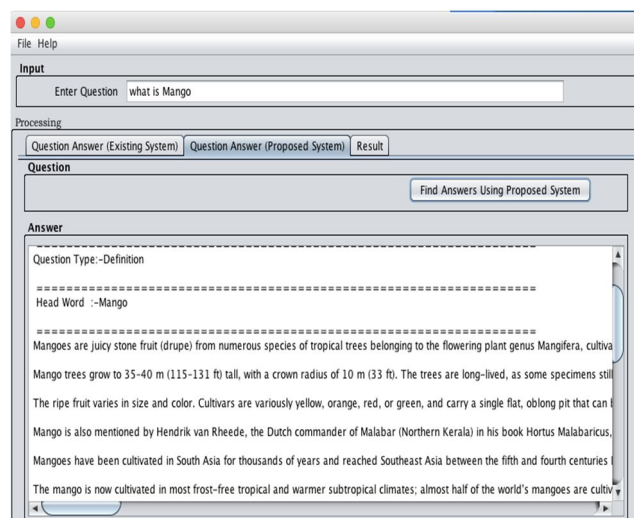 File Help
Input
Enter Question what is Mango
Processing
Question Answer (Existing System) Question Answer (Proposed System) Result
Question
Find Answers Using Proposed System
Answer
==================================================================
Question Type:-Definition
==================================================================
Head Word :-Mango
==================================================================
Mangoes are juicy stone fruit (drupe) from numerous species of tropical trees belonging to the flowering plant genus Mangifera, cultiva
Mango trees grow to 35-40 m (115-131 ft) tall, with a crown radius of 10 m (33 ft). The trees are long-lived, as some specimens still
The ripe fruit varies in size and color. Cultivars are variously yellow, orange, red, or green, and carry a single flat, oblong pit that can
Mango is also mentioned by Hendrik van Rheede, the Dutch commander of Malabar (Northern Kerala) in his book Hortus Malabaricus,
Mangoes have been cultivated in South Asia for thousands of years and reached Southeast Asia between the fifth and fourth centuries
The mango is now cultivated in most frost-free tropical and warmer subtropical climates; almost half of the world's mangoes are cultiv